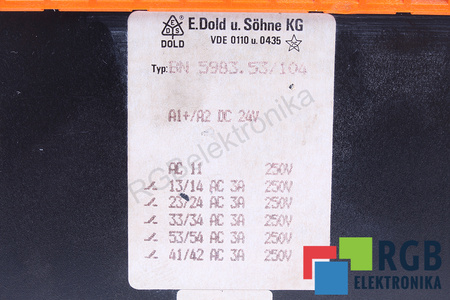 DOLD
E.Dold u. Söhne KG
VDE 0110 u. 0435
Typ: BN 5983.53/104
A1+/A2 DC 24V
AC 11 250V
13/14 AC 3A 250V
23/24 AC 3A 250V
33/34 AC 3A 250V
53/54 AC 3A 250V
41/42 AC 3A 250V
RGBelektronika
RGB
ELEKTRONIKA